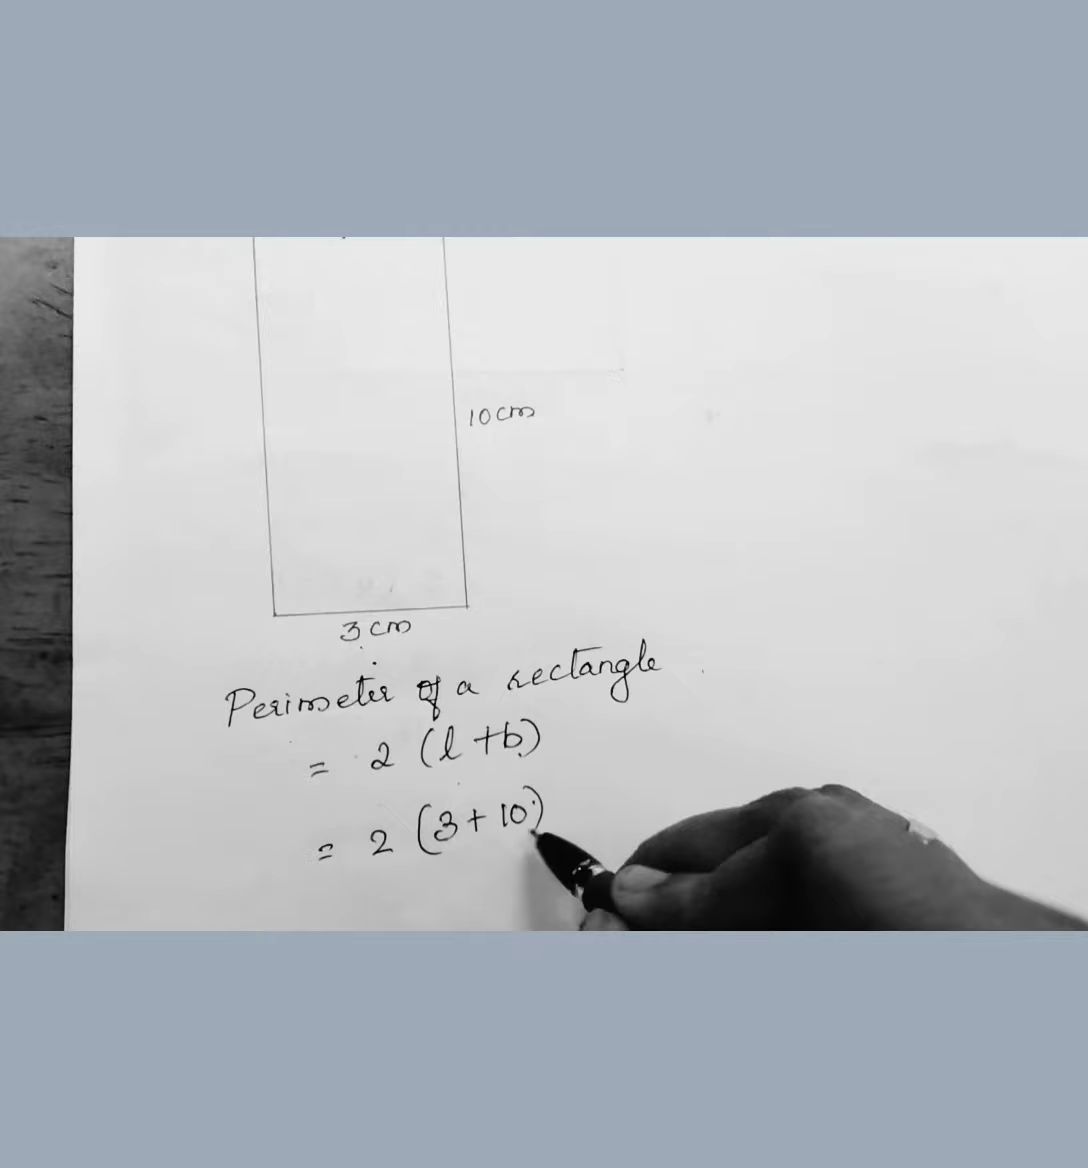 10cm
3cm
Perimeter of a rectangle
= 2 (l+b)
= 2 (3+10)